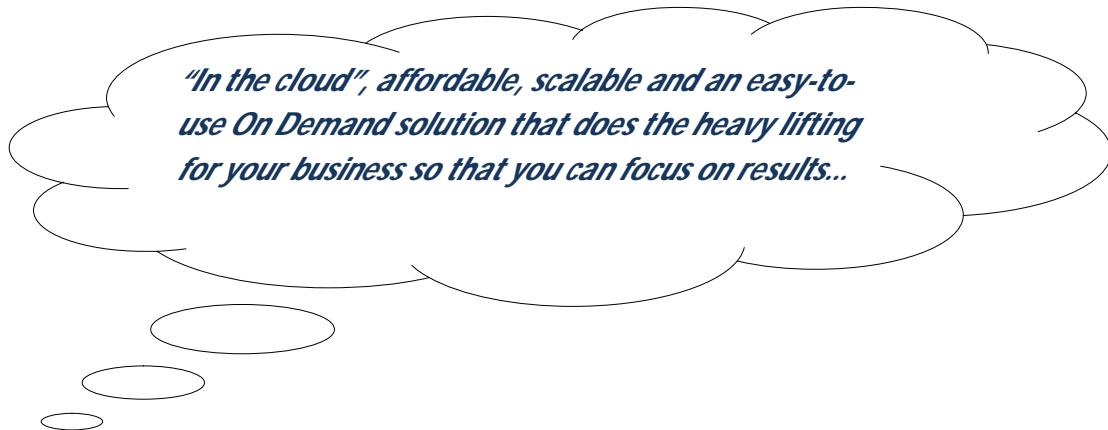 “In the cloud”, affordable, scalable and an easy-to-
use On Demand solution that does the heavy lifting
for your business so that you can focus on results...